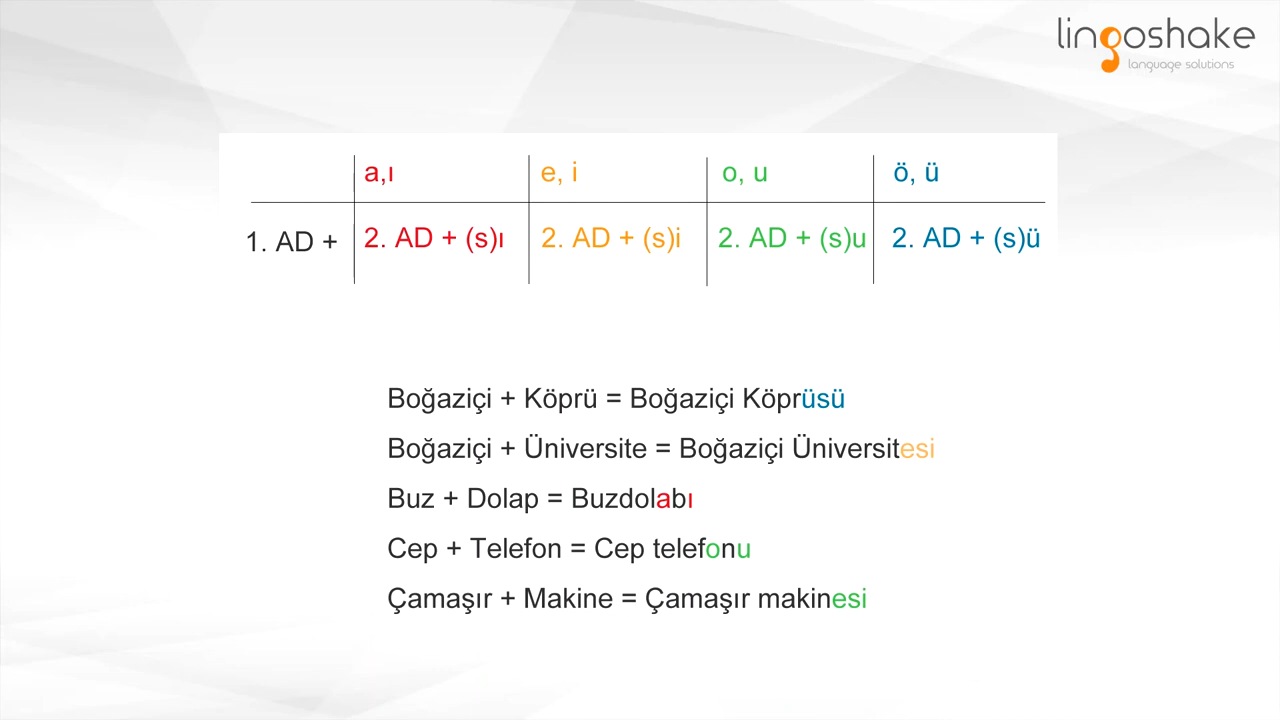 lingoshake
language solutions
a,ı e, i o, u ö, ü
1. AD + 2. AD + (s)ı 2. AD + (s)i 2. AD + (s)u 2. AD + (s)ü
Boğaziçi + Köprü = Boğaziçi Köprüsü
Boğaziçi + Üniversite = Boğaziçi Üniversitesi
Buz + Dolap = Buzdolabı
Cep + Telefon = Cep telefonu
Çamaşır + Makine = Çamaşır makinesi